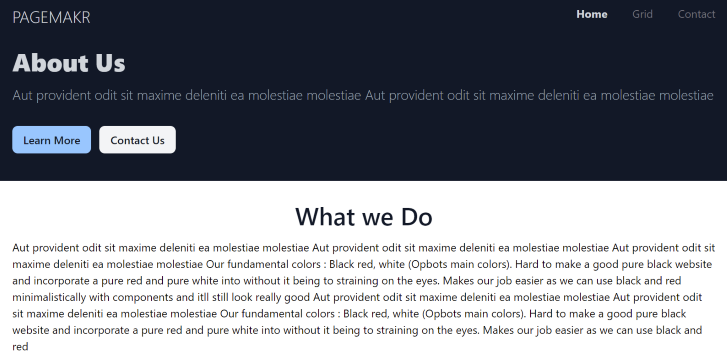 PAGEMAKR
Home Grid Contact
About Us
Aut provident odit sit maxime deleniti ea molestiae molestiae Aut provident odit sit maxime deleniti ea molestiae molestiae
Learn More Contact Us
What we Do
Aut provident odit sit maxime deleniti ea molestiae molestiae Aut provident odit sit maxime deleniti ea molestiae molestiae Aut provident odit sit
maxime deleniti ea molestiae molestiae Our fundamental colors : Black red, white (Opbots main colors). Hard to make a good pure black website
and incorporate a pure red and pure white into without it being to straining on the eyes. Makes our job easier as we can use black and red
minimalistically with components and itll still look really good Aut provident odit sit maxime deleniti ea molestiae molestiae Aut provident odit
sit maxime deleniti ea molestiae molestiae Our fundamental colors : Black red, white (Opbots main colors). Hard to make a good pure black
website and incorporate a pure red and pure white into without it being to straining on the eyes. Makes our job easier as we can use black and
red